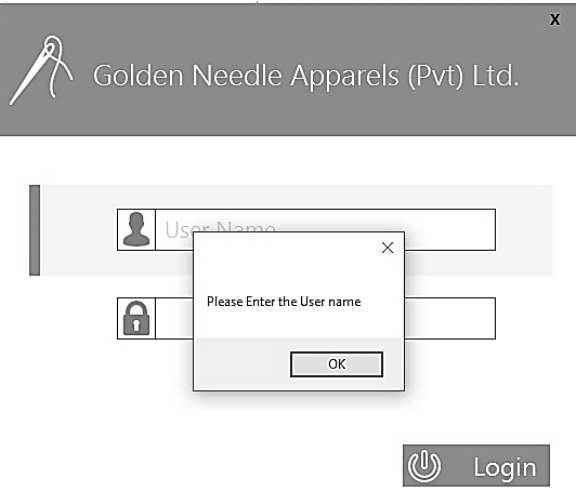 X
Golden Needle Apparels (Pvt) Ltd.
User Name
Please Enter the User name
OK
Login